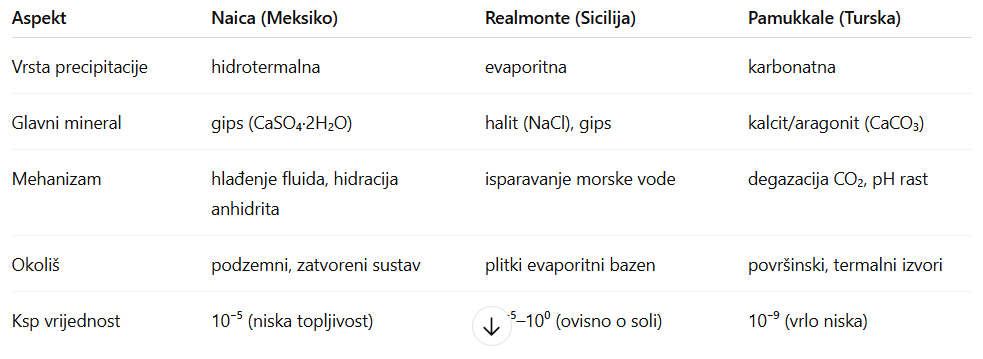 Aspekt Naica (Meksiko) Realmonte (Sicilija) Pamukkale (Turska)
Vrsta precipitacije hidrotermalna evaporitna karbonatna
Glavni mineral gips (CaSO₄·2H₂O) halit (NaCl), gips kalcit/aragonit (CaCO₃)
Mehanizam hlađenje fluida, hidracija isparavanje morske vode degazacija CO₂, pH rast
anhidrita
Okoliš podzemni, zatvoreni sustav plitki evaporitni bazen površinski, termalni izvori
Ksp vrijednost 10⁻⁵ (niska topljivost) ⁻⁵–10⁰ (ovisno o soli) 10⁻⁹ (vrlo niska)